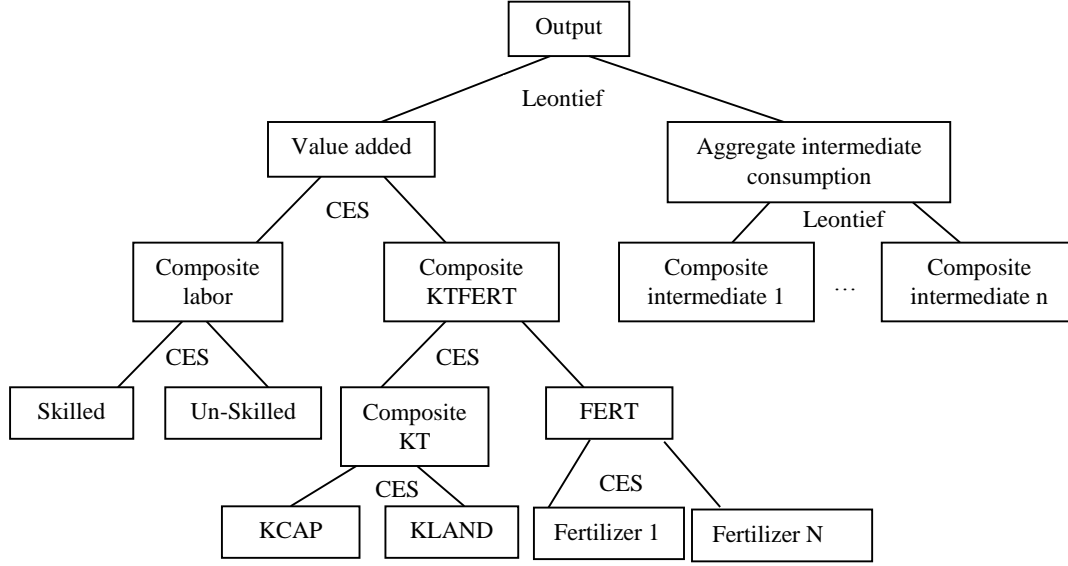 Output
Leontief
Value added
Aggregate intermediate
consumption
CES
Leontief
Composite
labor
Composite
KTFERT
Composite
intermediate 1
...
Composite
intermediate n
CES
CES
Skilled
Un-Skilled
Composite
KT
FERT
CES
CES
KCAP
KLAND
Fertilizer 1
Fertilizer N